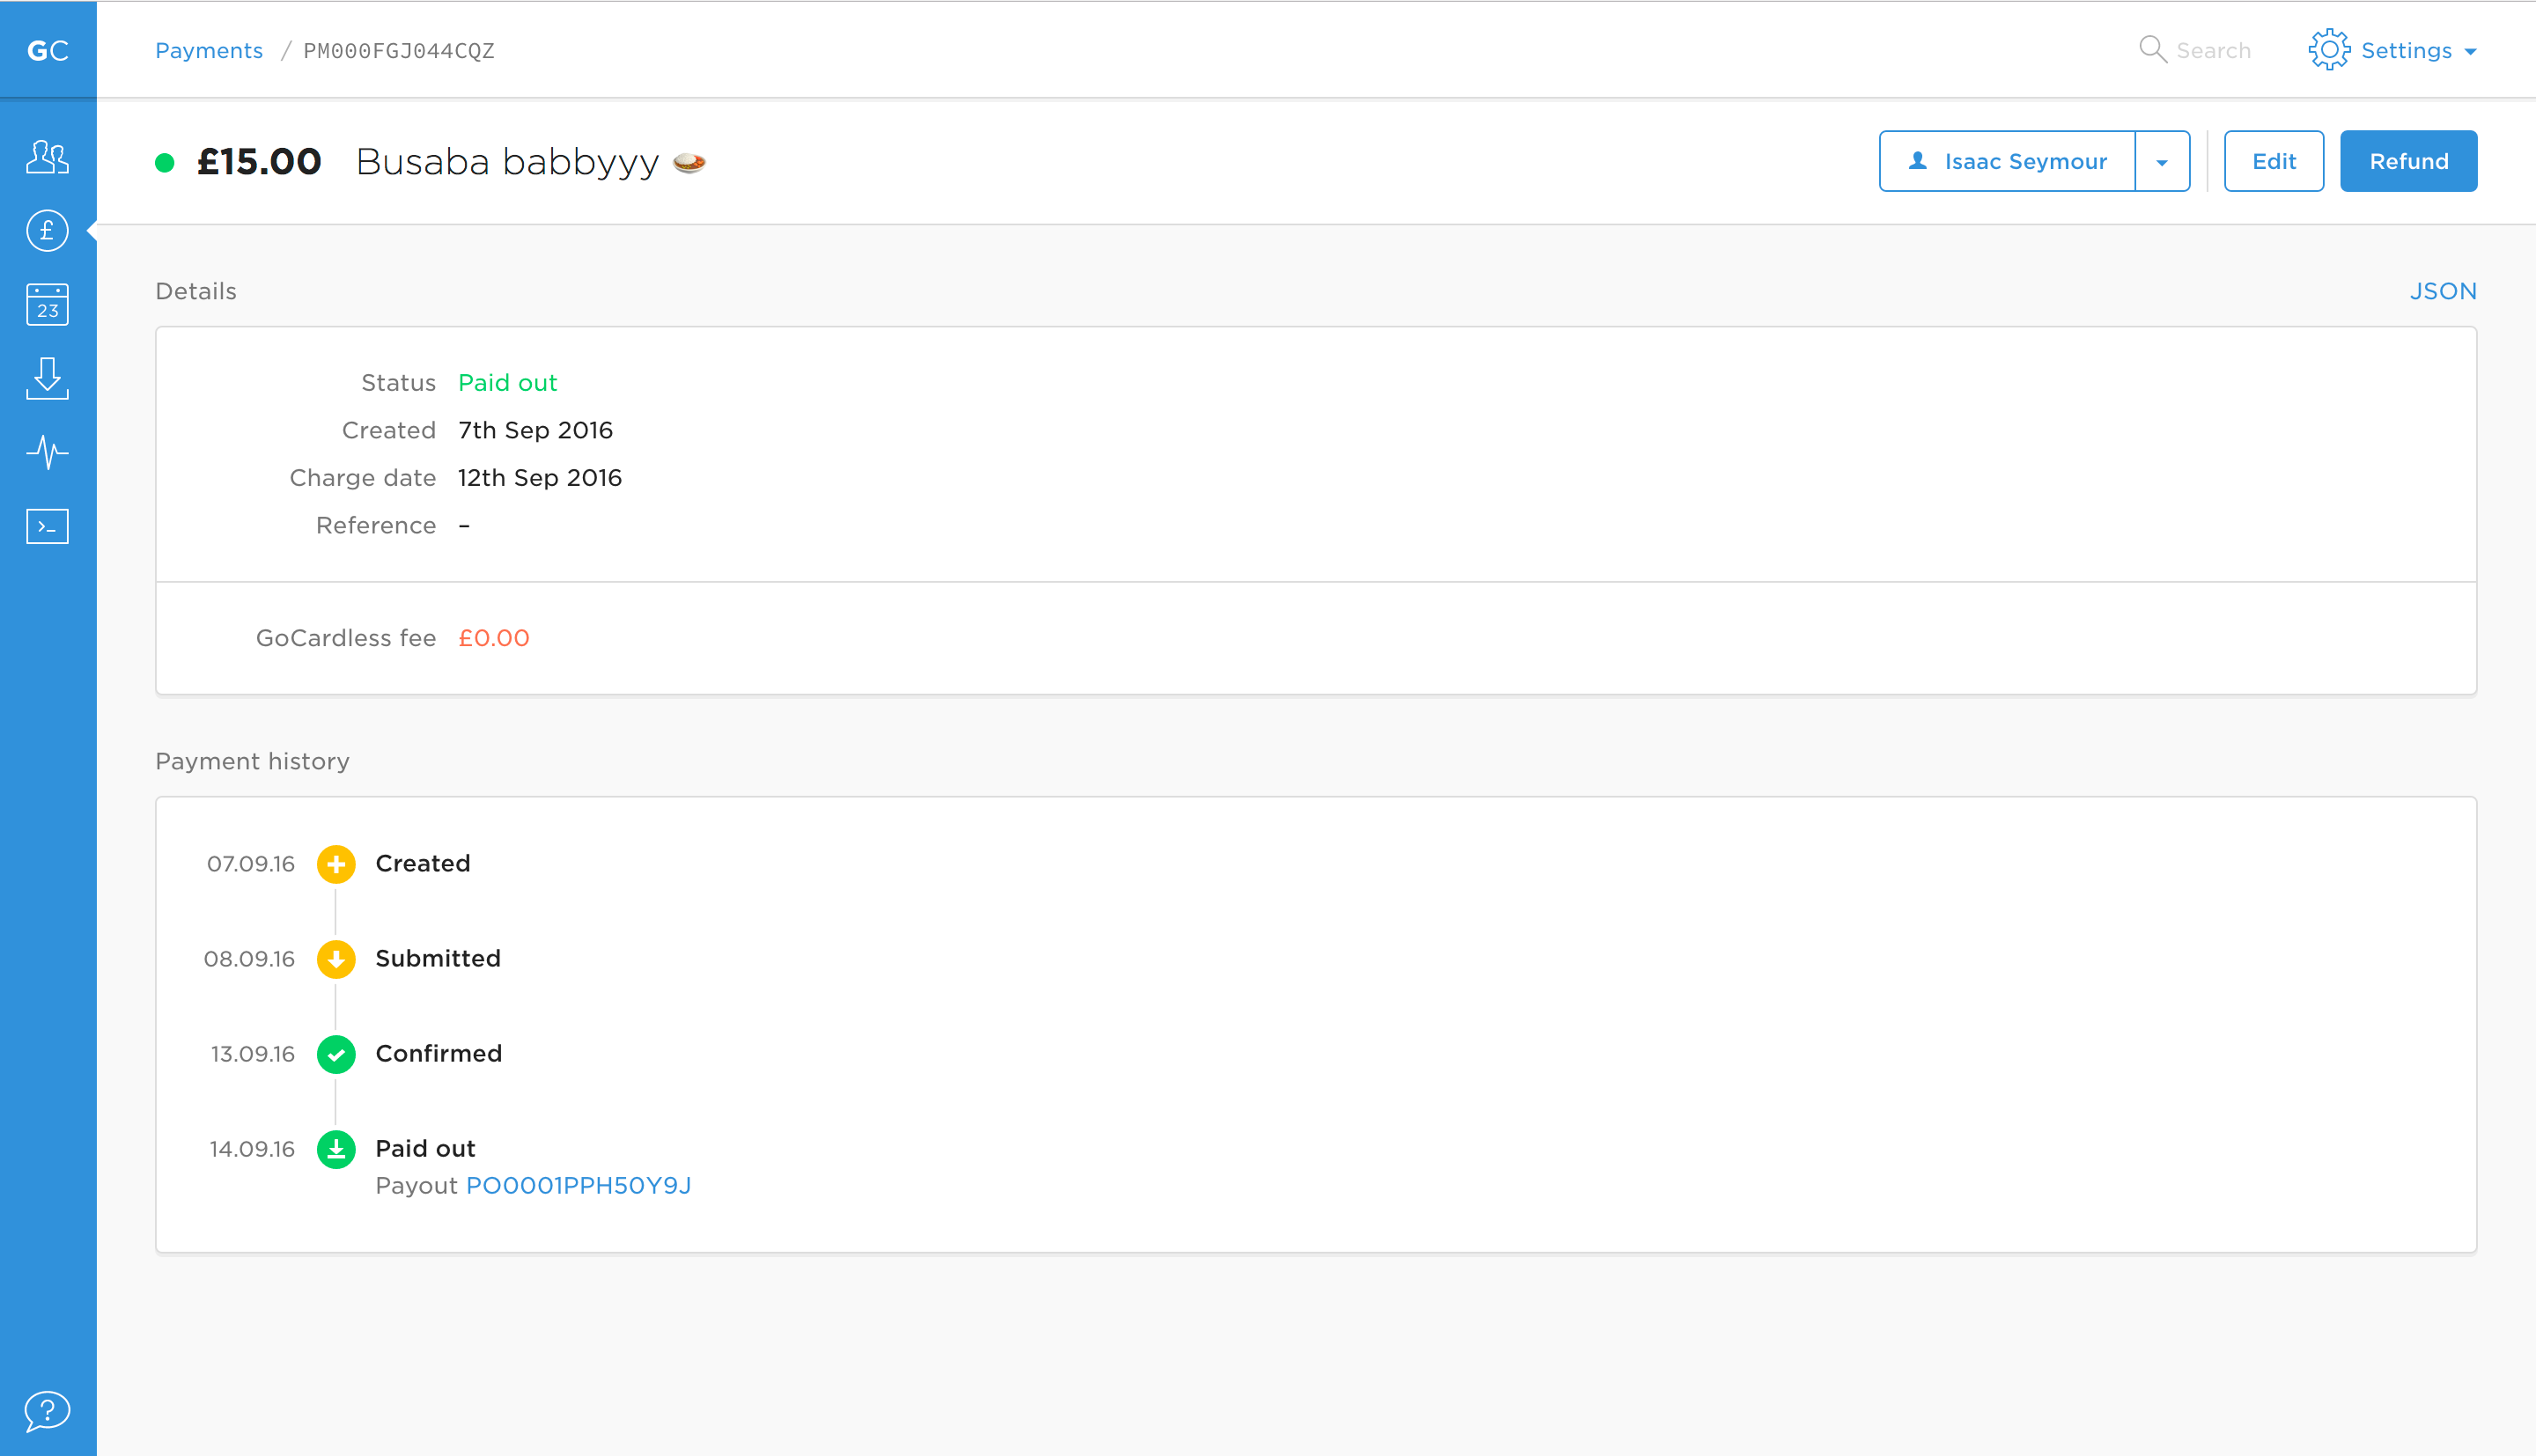 GC
Payments / PM000FGJ044CQZ
Search
Settings
£15.00 Busaba babbyyy 🍛
Isaac Seymour
Edit
Refund
£
23
>_
?
Details
JSON
Status Paid out
Created 7th Sep 2016
Charge date 12th Sep 2016
Reference –
GoCardless fee £0.00
Payment history
07.09.16 Created
08.09.16 Submitted
13.09.16 Confirmed
14.09.16 Paid out
Payout PO0001PPH50Y9J